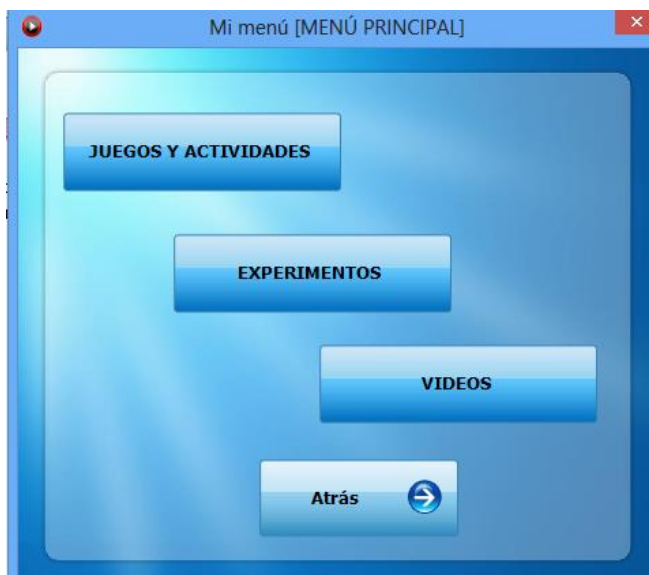 Mi menú [MENÚ PRINCIPAL]
JUEGOS Y ACTIVIDADES
EXPERIMENTOS
VIDEOS
Atrás